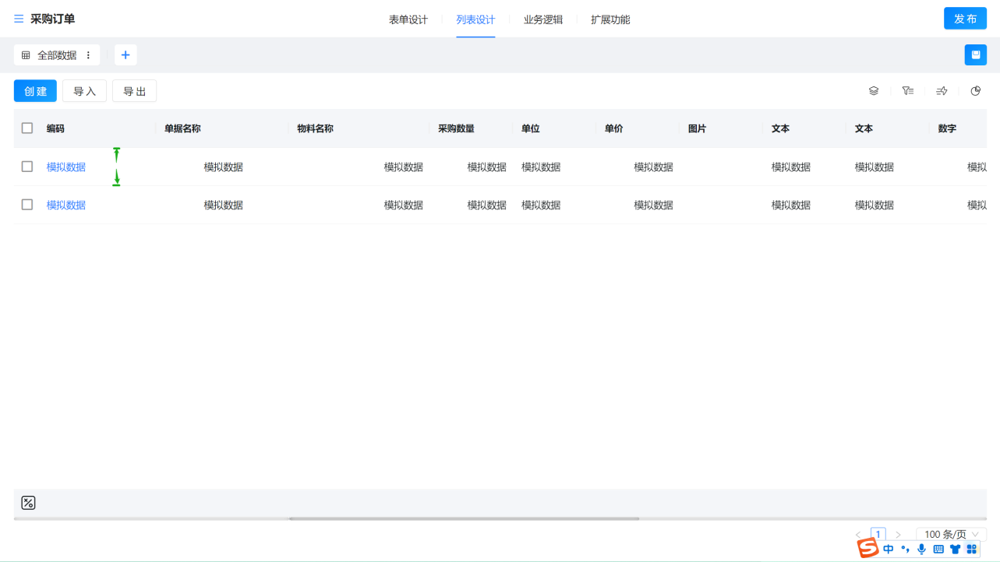 采购订单
表单设计 列表设计 业务逻辑 扩展功能
发布
全部数据
创建 导入 导出
编码 单据名称 物料名称 采购数量 单位 单价 图片 文本 文本 数字
模拟数据 模拟数据 模拟数据 模拟数据 模拟数据 模拟数据 模拟数据 模拟数据 模拟
模拟数据 模拟数据 模拟数据 模拟数据 模拟数据 模拟数据 模拟数据 模拟数据 模拟
1 100 条/页
S 中